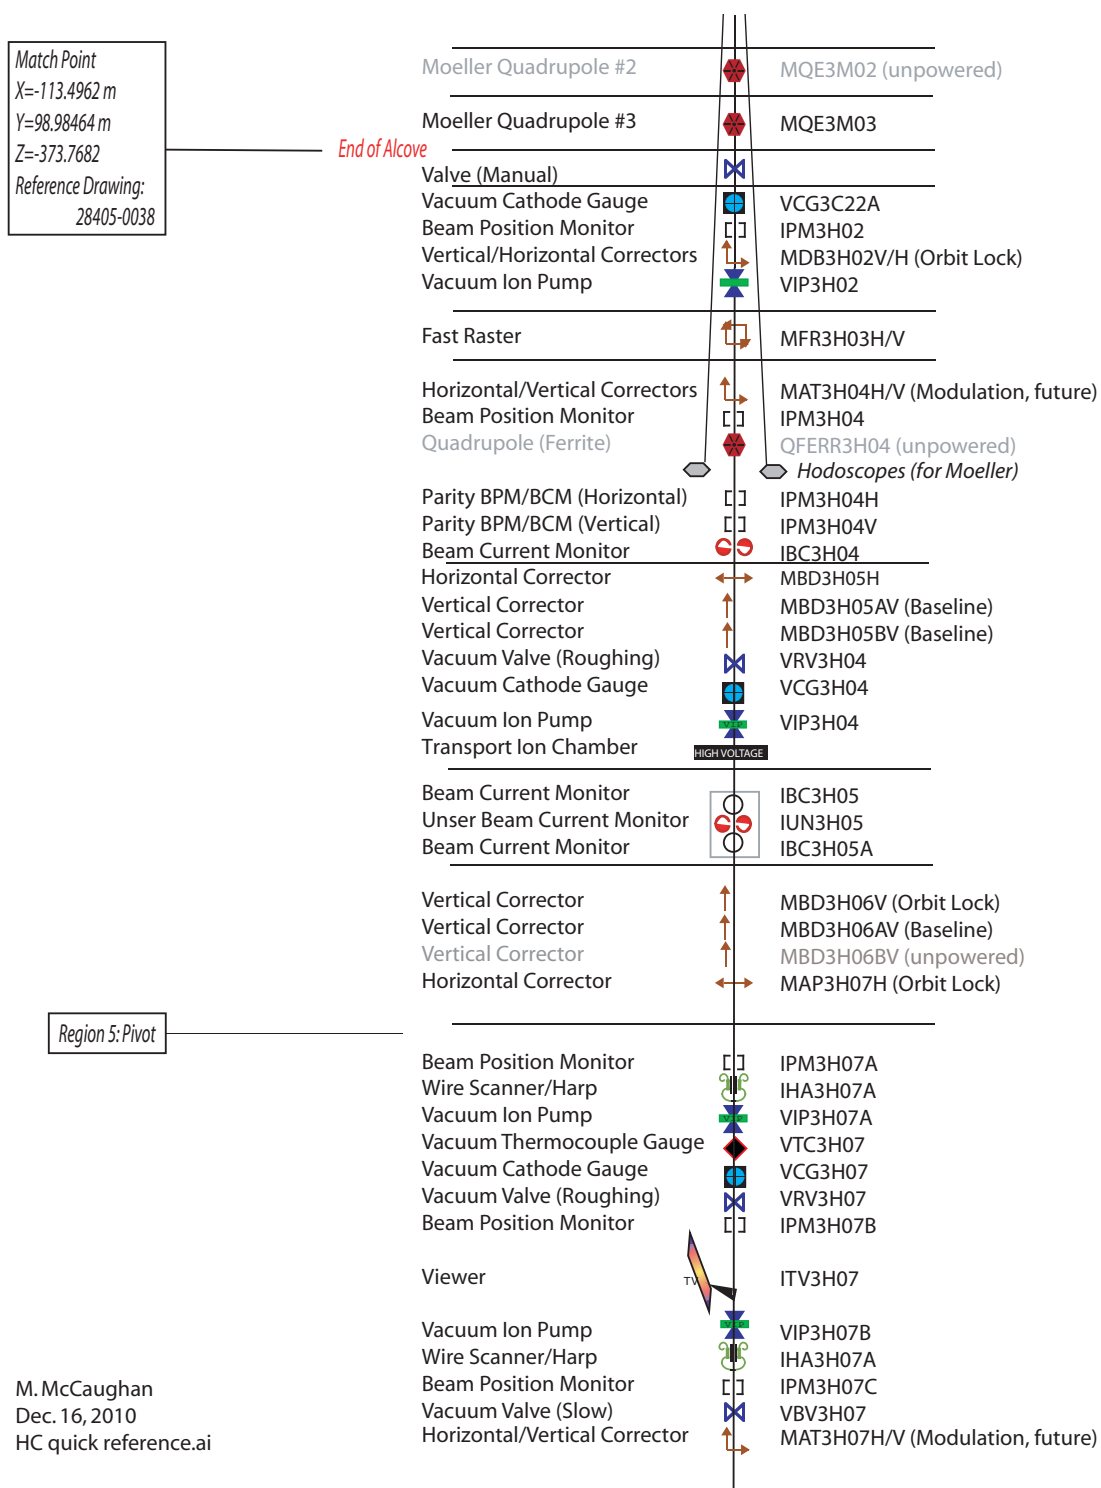 Match Point
X=-113.4962 m
Y=98.98464 m
Z=-373.7682
Reference Drawing:
28405-0038
End of Alcove
Moeller Quadrupole #2 MQE3M02 (unpowered)
Moeller Quadrupole #3 MQE3M03
Valve (Manual)
Vacuum Cathode Gauge VCG3C22A
Beam Position Monitor IPM3H02
Vertical/Horizontal Correctors MDB3H02V/H (Orbit Lock)
Vacuum Ion Pump VIP3H02
Fast Raster MFR3H03H/V
Horizontal/Vertical Correctors MAT3H04H/V (Modulation, future)
Beam Position Monitor IPM3H04
Quadrupole (Ferrite) QFERR3H04 (unpowered)
Hodoscopes (for Moeller)
Parity BPM/BCM (Horizontal) IPM3H04H
Parity BPM/BCM (Vertical) IPM3H04V
Beam Current Monitor IBC3H04
Horizontal Corrector MBD3H05H
Vertical Corrector MBD3H05AV (Baseline)
Vertical Corrector MBD3H05BV (Baseline)
Vacuum Valve (Roughing) VRV3H04
Vacuum Cathode Gauge VCG3H04
Vacuum Ion Pump VIP VIP3H04
Transport Ion Chamber HIGH VOLTAGE
Beam Current Monitor IBC3H05
Unser Beam Current Monitor IUN3H05
Beam Current Monitor IBC3H05A
Vertical Corrector MBD3H06V (Orbit Lock)
Vertical Corrector MBD3H06AV (Baseline)
Vertical Corrector MBD3H06BV (unpowered)
Horizontal Corrector MAP3H07H (Orbit Lock)
Region 5: Pivot
Beam Position Monitor IPM3H07A
Wire Scanner/Harp IHA3H07A
Vacuum Ion Pump VIP VIP3H07A
Vacuum Thermocouple Gauge VTC3H07
Vacuum Cathode Gauge VCG3H07
Vacuum Valve (Roughing) VRV3H07
Beam Position Monitor IPM3H07B
Viewer TV ITV3H07
Vacuum Ion Pump VIP VIP3H07B
Wire Scanner/Harp IHA3H07A
Beam Position Monitor IPM3H07C
Vacuum Valve (Slow) VBV3H07
Horizontal/Vertical Corrector MAT3H07H/V (Modulation, future)
M. McCaughan
Dec. 16, 2010
HC quick reference.ai